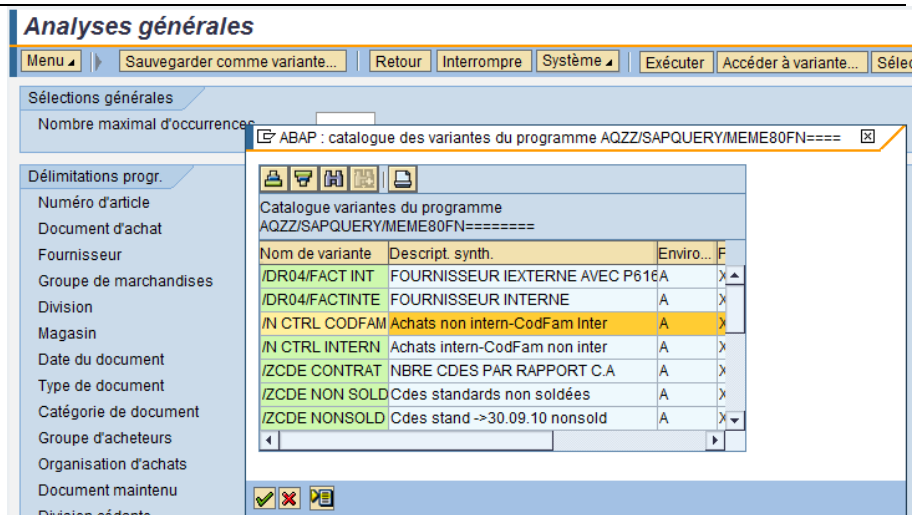 Analyses générales
Menu Sauvegarder comme variante... Retour Interrompre Système Exécuter Accéder à variante... Sélec
Sélections générales
Nombre maximal d'occurrences
ABAP : catalogue des variantes du programme AQZZ/SAPQUERY/MEME80FN====
Délimitations progr.
Numéro d'article
Document d'achat
Fournisseur
Groupe de marchandises
Division
Magasin
Date du document
Type de document
Catégorie de document
Groupe d'acheteurs
Organisation d'achats
Document maintenu
Division cédante
Catalogue variantes du programme
AQZZ/SAPQUERY/MEME80FN========
Nom de variante Descript. synth. Enviro... F
/DR04/FACT INT FOURNISSEUR IEXTERNE AVEC P616 A X
/DR04/FACTINTE FOURNISSEUR INTERNE A X
/N CTRL CODFAM Achats non intern-CodFam Inter A X
/N CTRL INTERN Achats intern-CodFam non inter A X
/ZCDE CONTRAT NBRE CDES PAR RAPPORT C.A A X
/ZCDE NON SOLD Cdes standards non soldées A X
/ZCDE NONSOLD Cdes stand ->30.09.10 nonsold A X